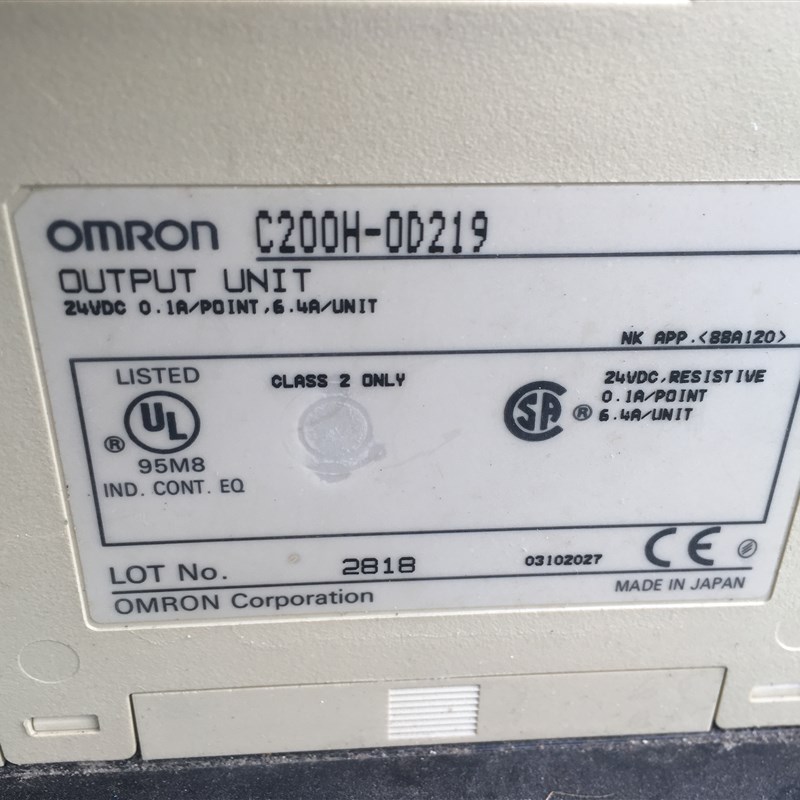 OMRON C200H-OD219
OUTPUT UNIT
24VDC 0.1A/POINT,6.4A/UNIT
NK APP.<88A120>
LISTED
UL
®
95M8
IND. CONT. EQ
CLASS 2 ONLY
SA ®
24VDC,RESISTIVE
0.1A/POINT
6.4A/UNIT
LOT No. 2818 03102027 CE
OMRON Corporation MADE IN JAPAN